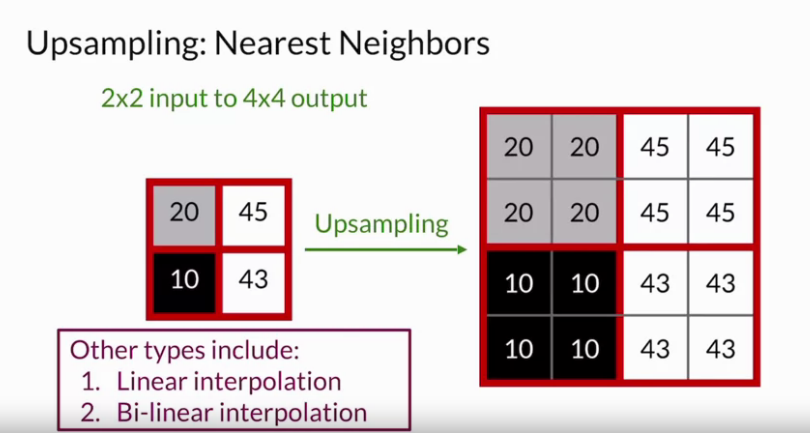 Upsampling: Nearest Neighbors
2x2 input to 4x4 output
20 45
10 43
Upsampling
20 20 45 45
20 20 45 45
10 10 43 43
10 10 43 43
Other types include:
1. Linear interpolation
2. Bi-linear interpolation